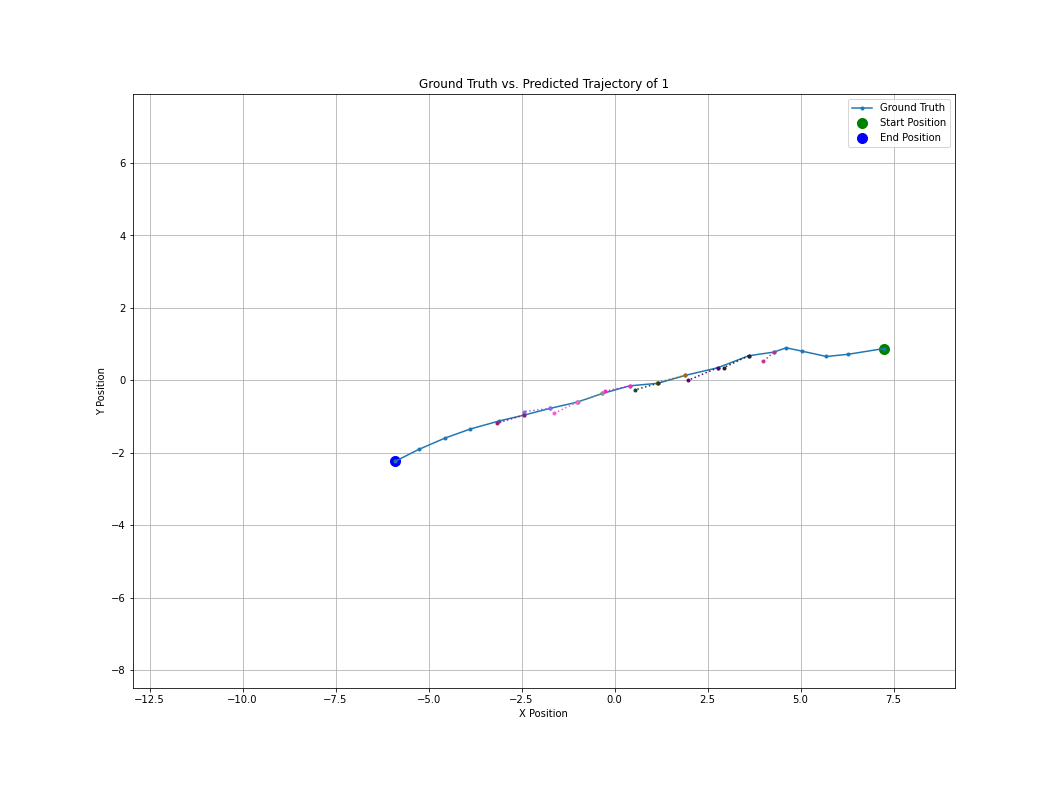 Ground Truth vs. Predicted Trajectory of 1
Ground Truth
Start Position
End Position
6
4
2
0
−2
−4
−6
−8
Y Position
−12.5 −10.0 −7.5 −5.0 −2.5 0.0 2.5 5.0 7.5
X Position